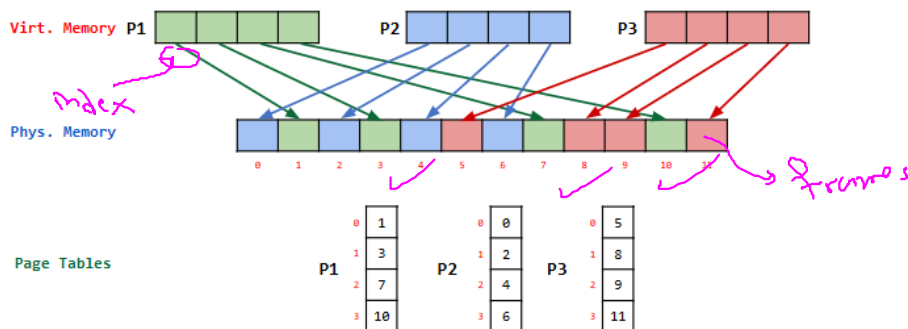 Virt. Memory P1 P2 P3
index
Phys. Memory
0 1 2 3 4 5 6 7 8 9 10 11
frames
Page Tables
P1 P2 P3
0 1 0 0 0 5
1 3 1 2 1 8
2 7 2 4 2 9
3 10 3 6 3 11